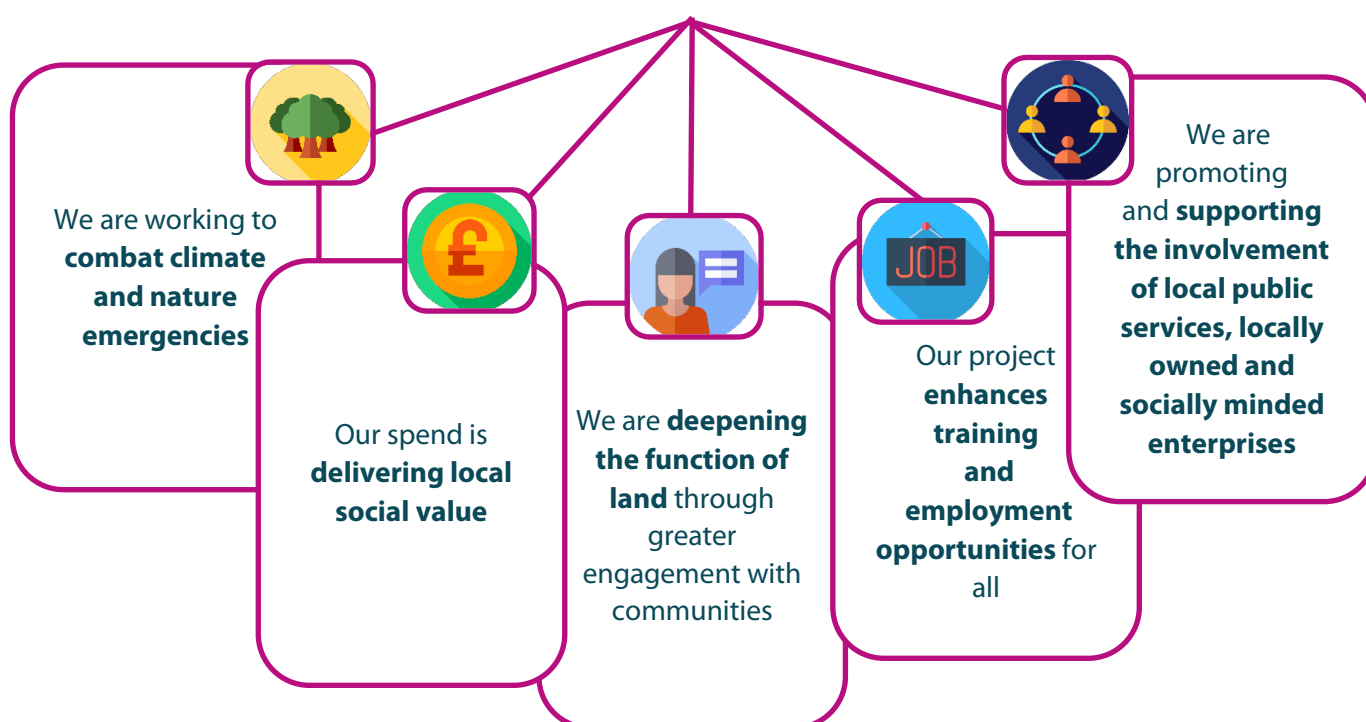 We are working to
combat climate
and nature
emergencies
Our spend is
delivering local
social value
£
We are deepening
the function of
land through
greater
engagement with
communities
JOB
Our project
enhances
training
and
employment
opportunities for
all
We are
promoting
and supporting
the involvement
of local public
services, locally
owned and
socially minded
enterprises